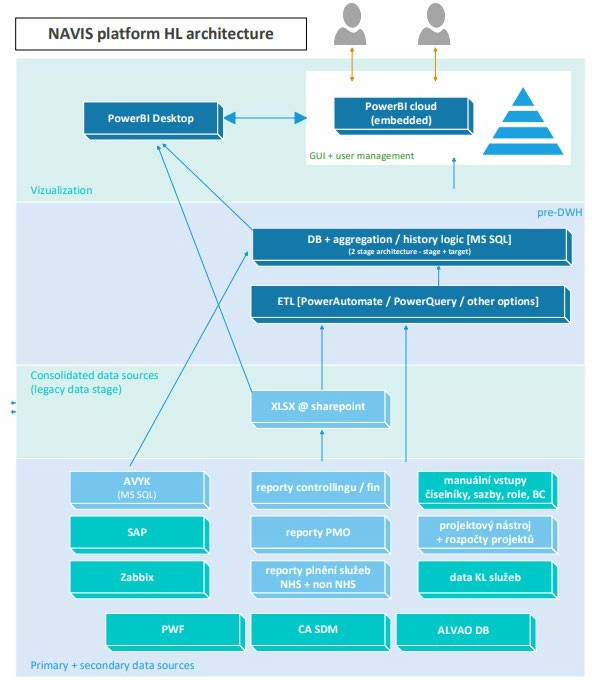 NAVIS platform HL architecture
PowerBI Desktop
PowerBI cloud
(embedded)
GUI + user management
Vizualization
pre-DWH
DB + aggregation / history logic [MS SQL]
(2 stage architecture - stage + target)
ETL [PowerAutomate / PowerQuery / other options]
Consolidated data sources
(legacy data stage)
XLSX @ sharepoint
AVYK
(MS SQL)
reporty controllingu / fin
manuální vstupy
číselníky, sazby, role, BC
SAP
reporty PMO
projektový nástroj
+ rozpočty projektů
Zabbix
reporty plnění služeb
NHS + non NHS
data KL služeb
PWF
CA SDM
ALVAO DB
Primary + secondary data sources